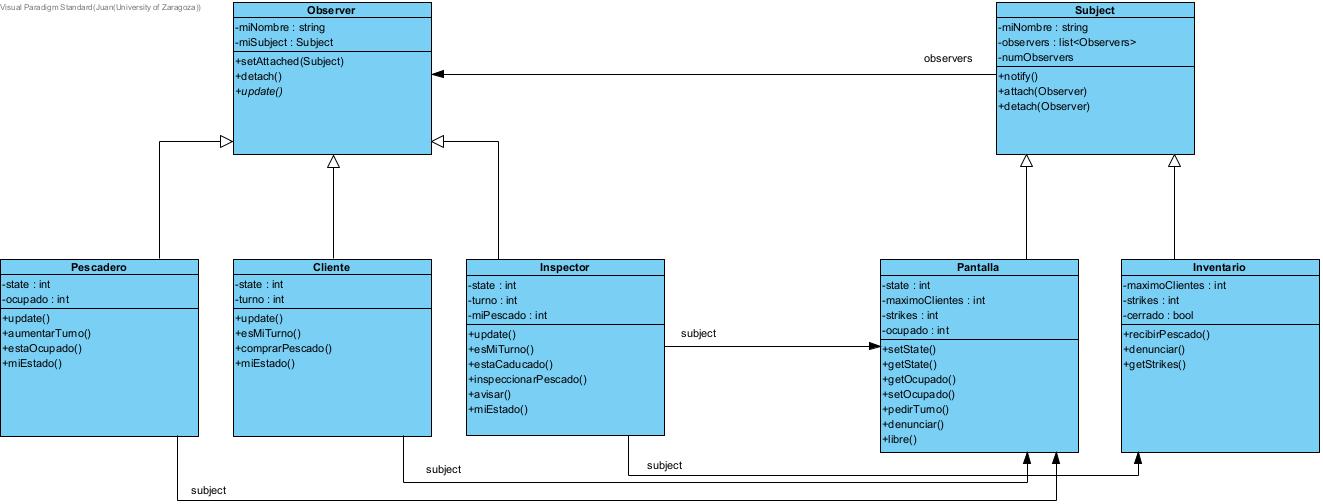 Visual Paradigm Standard(Juan(University of Zaragoza))
Observer
-miNombre : string
-miSubject : Subject
+setAttached(Subject)
+detach()
+update()
Subject
-miNombre : string
-observers : list<Observers>
-numObservers
+notify()
+attach(Observer)
+detach(Observer)
observers
Pescadero
-state : int
-ocupado : int
+update()
+aumentarTurno()
+estaOcupado()
+miEstado()
Cliente
-state : int
-turno : int
+update()
+esMiTurno()
+comprarPescado()
+miEstado()
Inspector
-state : int
-turno : int
-miPescado : int
+update()
+esMiTurno()
+estaCaducado()
+inspeccionarPescado()
+avisar()
+miEstado()
subject
Pantalla
-state : int
-maximoClientes : int
-strikes : int
-ocupado : int
+setState()
+getState()
+getOcupado()
+setOcupado()
+pedirTurno()
+denunciar()
+libre()
Inventario
-maximoClientes : int
-strikes : int
-cerrado : bool
+recibirPescado()
+denunciar()
+getStrikes()
subject
subject
subject